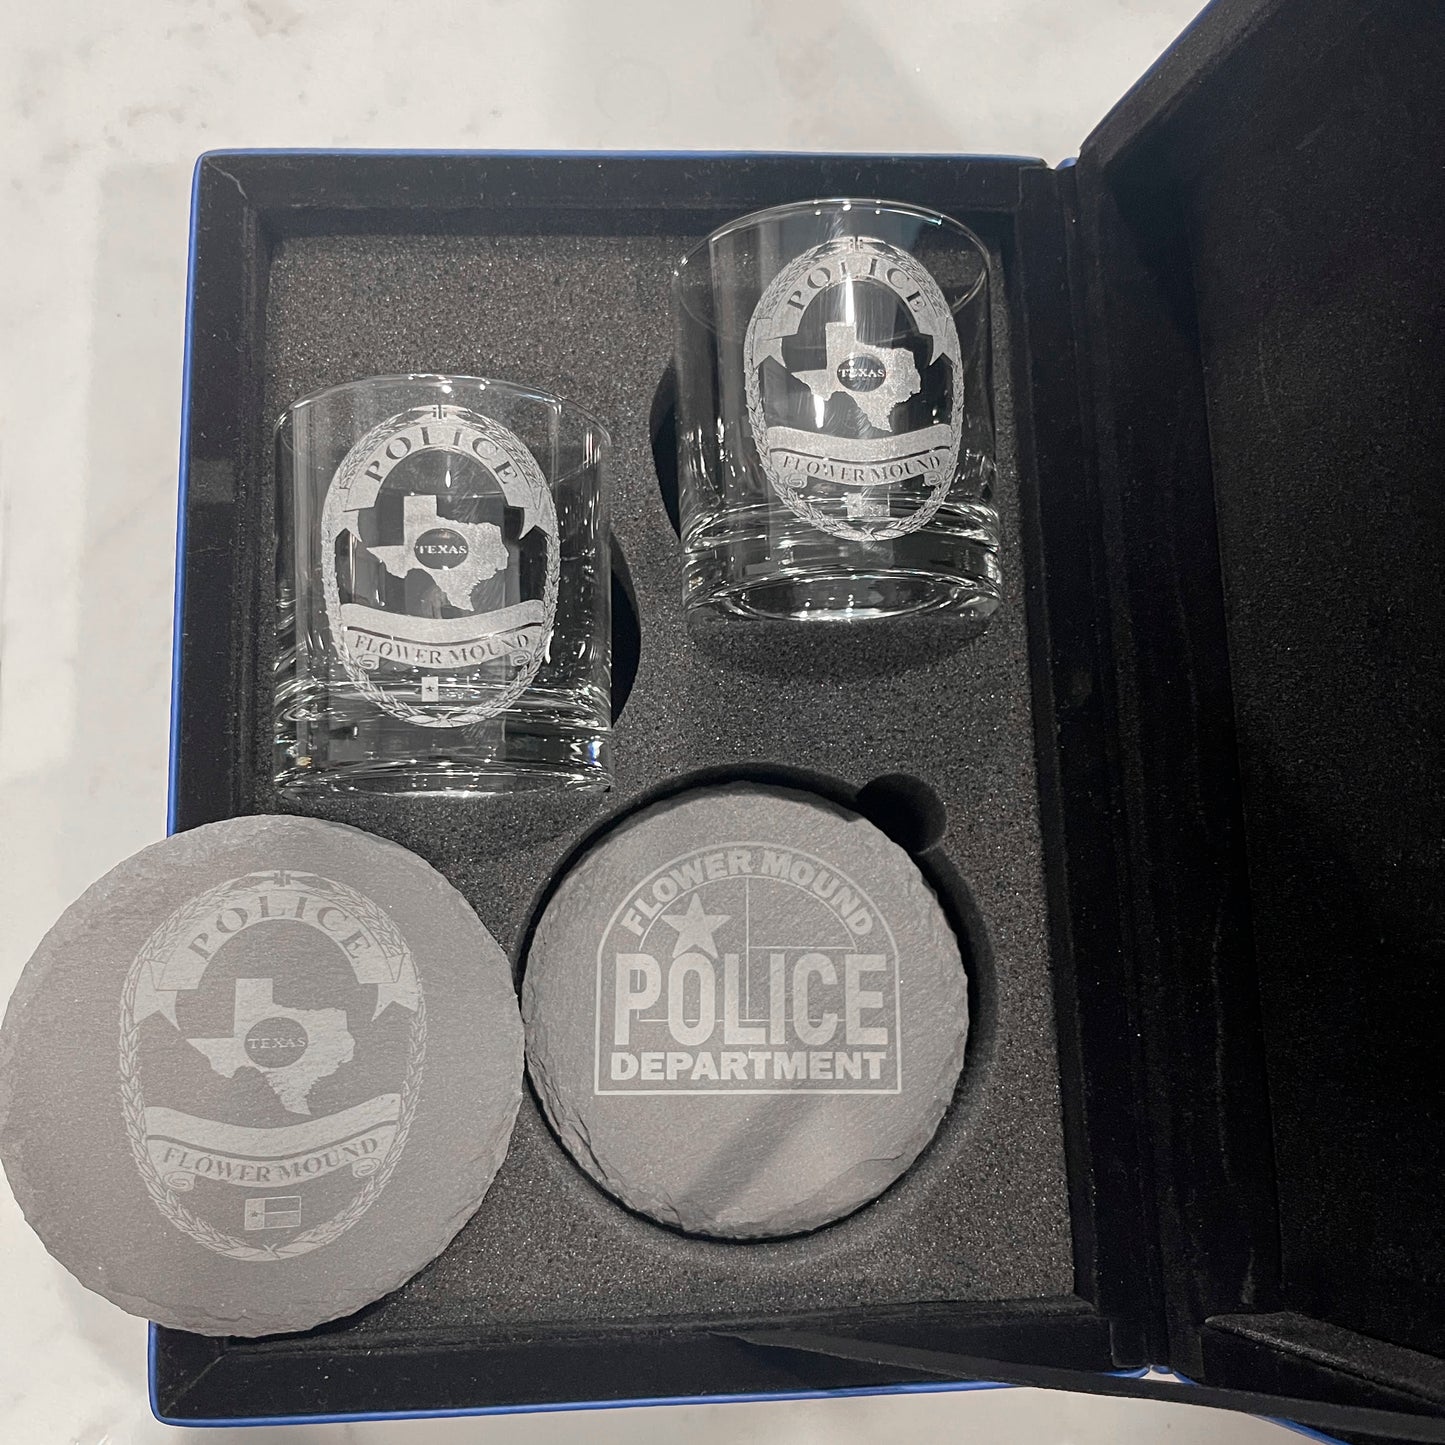 POLICE
TEXAS
FLOWER MOUND
POLICE
TEXAS
FLOWER MOUND
POLICE
TEXAS
FLOWER MOUND
FLOWER MOUND
POLICE
DEPARTMENT